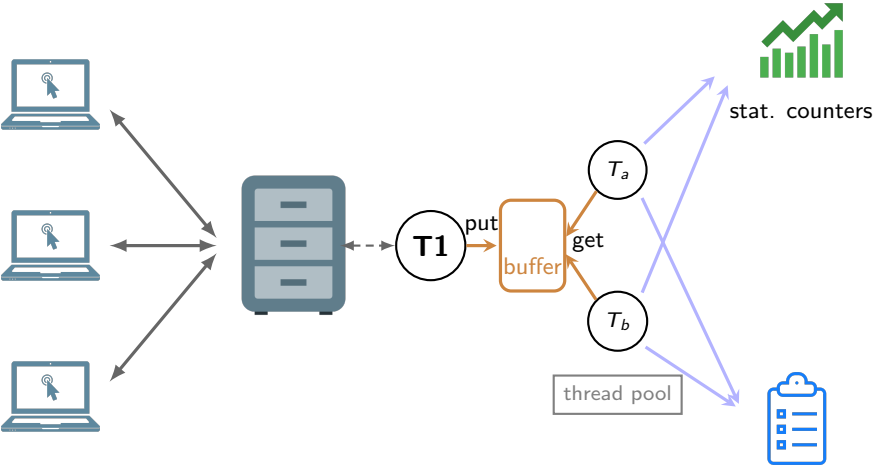 stat. counters
T1
put
buffer
get
Ta
Tb
thread pool